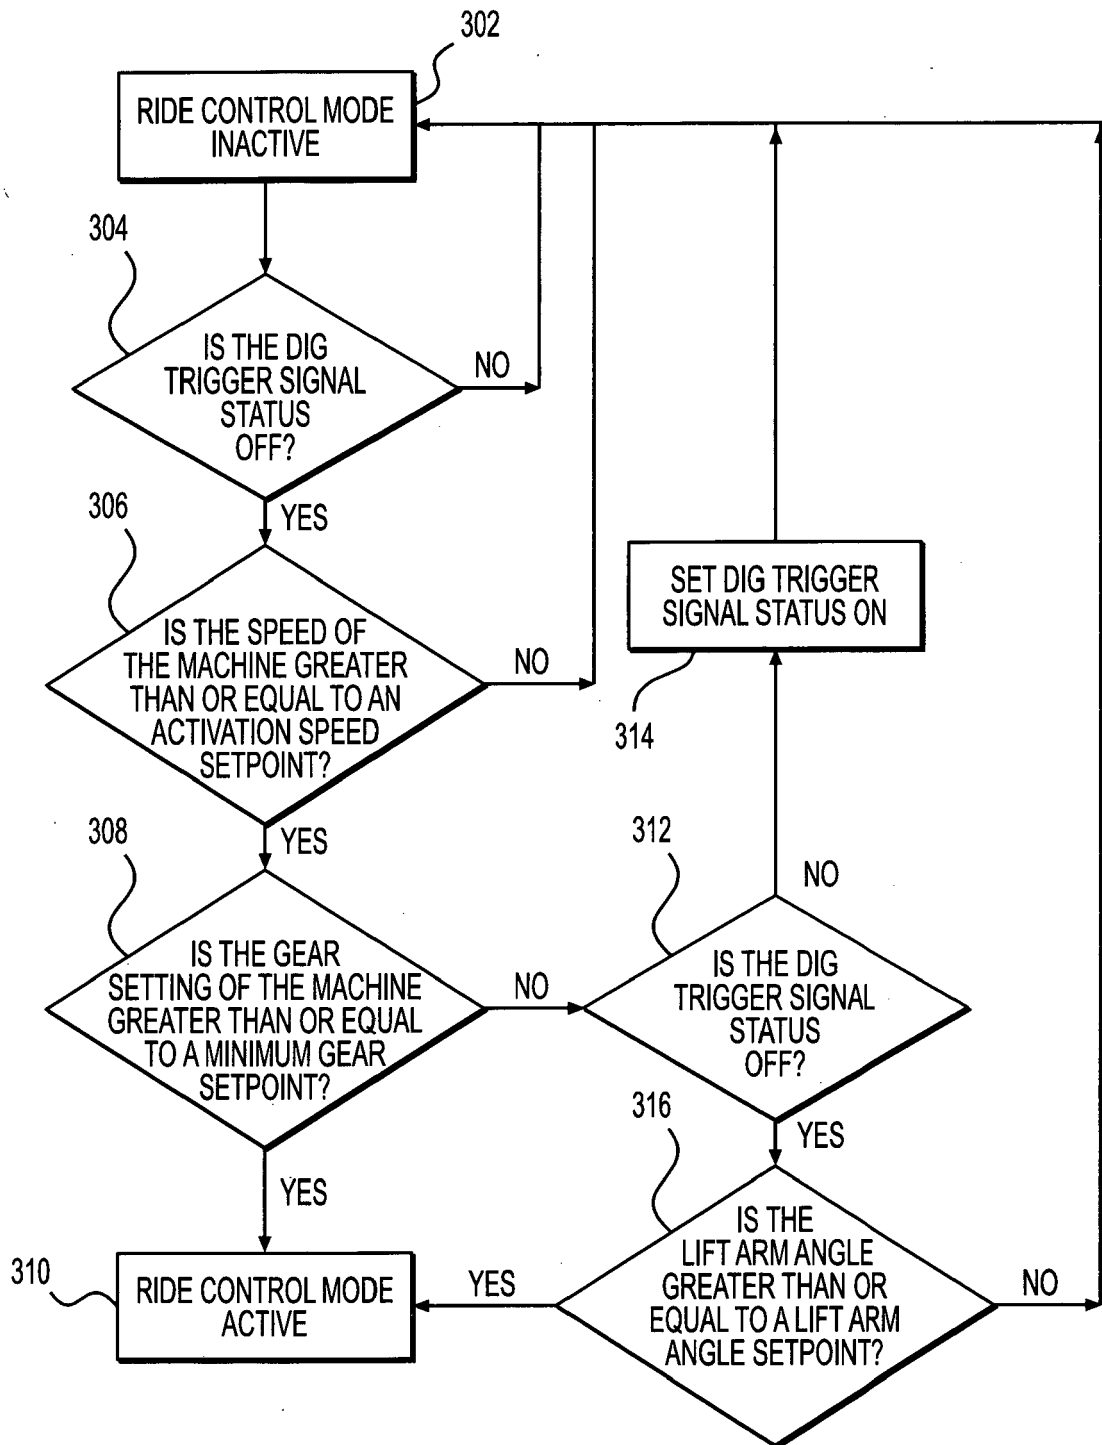 302
RIDE CONTROL MODE
INACTIVE
304
IS THE DIG
TRIGGER SIGNAL
STATUS
OFF?
NO
YES
306
IS THE SPEED OF
THE MACHINE GREATER
THAN OR EQUAL TO AN
ACTIVATION SPEED
SETPOINT?
NO
YES
SET DIG TRIGGER
SIGNAL STATUS ON
314
308
IS THE GEAR
SETTING OF THE MACHINE
GREATER THAN OR EQUAL
TO A MINIMUM GEAR
SETPOINT?
NO
YES
312
NO
IS THE DIG
TRIGGER SIGNAL
STATUS
OFF?
YES
316
IS THE
LIFT ARM ANGLE
GREATER THAN OR
EQUAL TO A LIFT ARM
ANGLE SETPOINT?
YES
NO
310
RIDE CONTROL MODE
ACTIVE